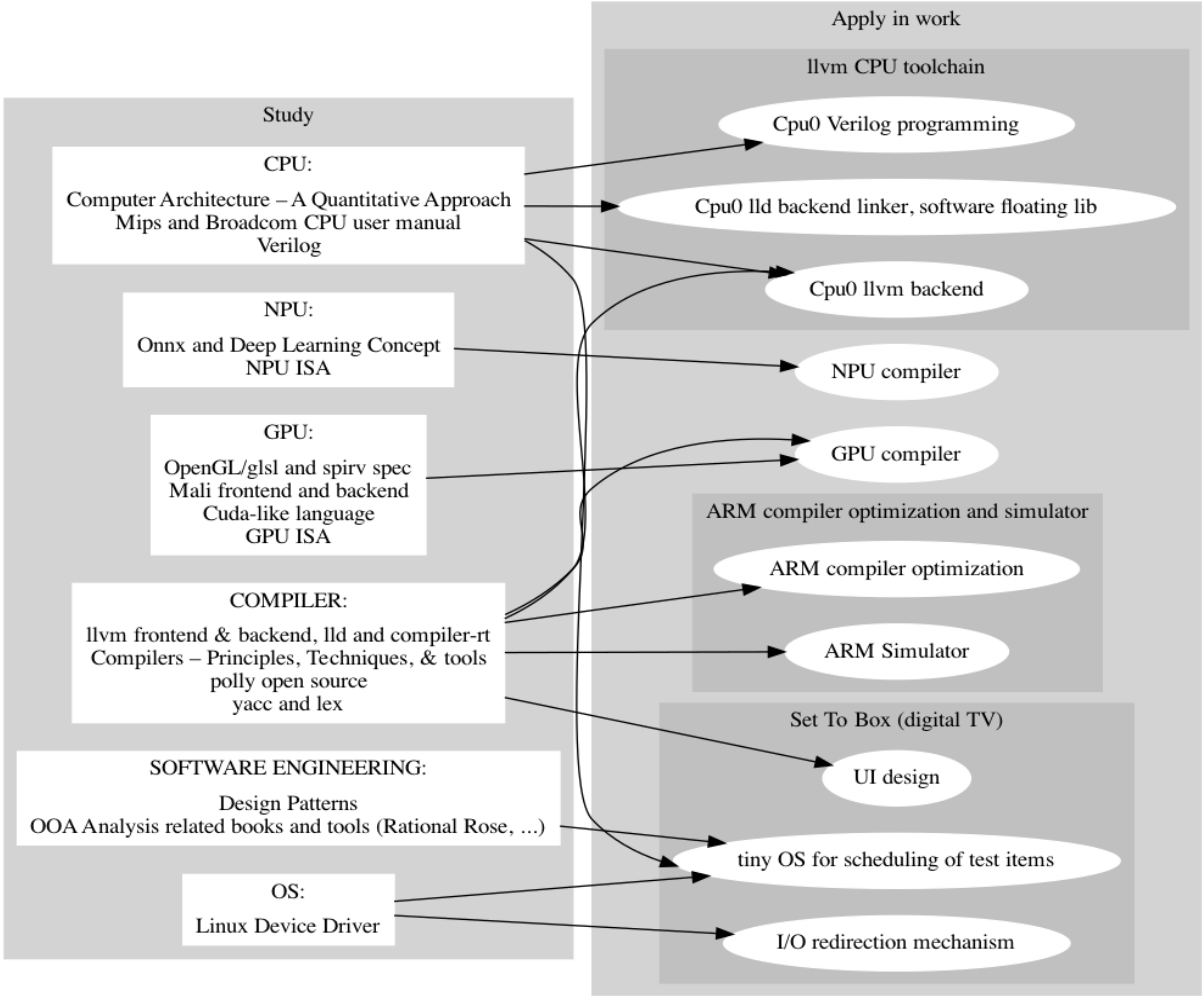 Study
CPU:
Computer Architecture – A Quantitative Approach
Mips and Broadcom CPU user manual
Verilog
NPU:
Onnx and Deep Learning Concept
NPU ISA
GPU:
OpenGL/glsl and spirv spec
Mali frontend and backend
Cuda-like language
GPU ISA
COMPILER:
llvm frontend & backend, lld and compiler-rt
Compilers – Principles, Techniques, & tools
polly open source
yacc and lex
SOFTWARE ENGINEERING:
Design Patterns
OOA Analysis related books and tools (Rational Rose, ...)
OS:
Linux Device Driver
Apply in work
llvm CPU toolchain
Cpu0 Verilog programming
Cpu0 lld backend linker, software floating lib
Cpu0 llvm backend
NPU compiler
GPU compiler
ARM compiler optimization and simulator
ARM compiler optimization
ARM Simulator
Set To Box (digital TV)
UI design
tiny OS for scheduling of test items
I/O redirection mechanism